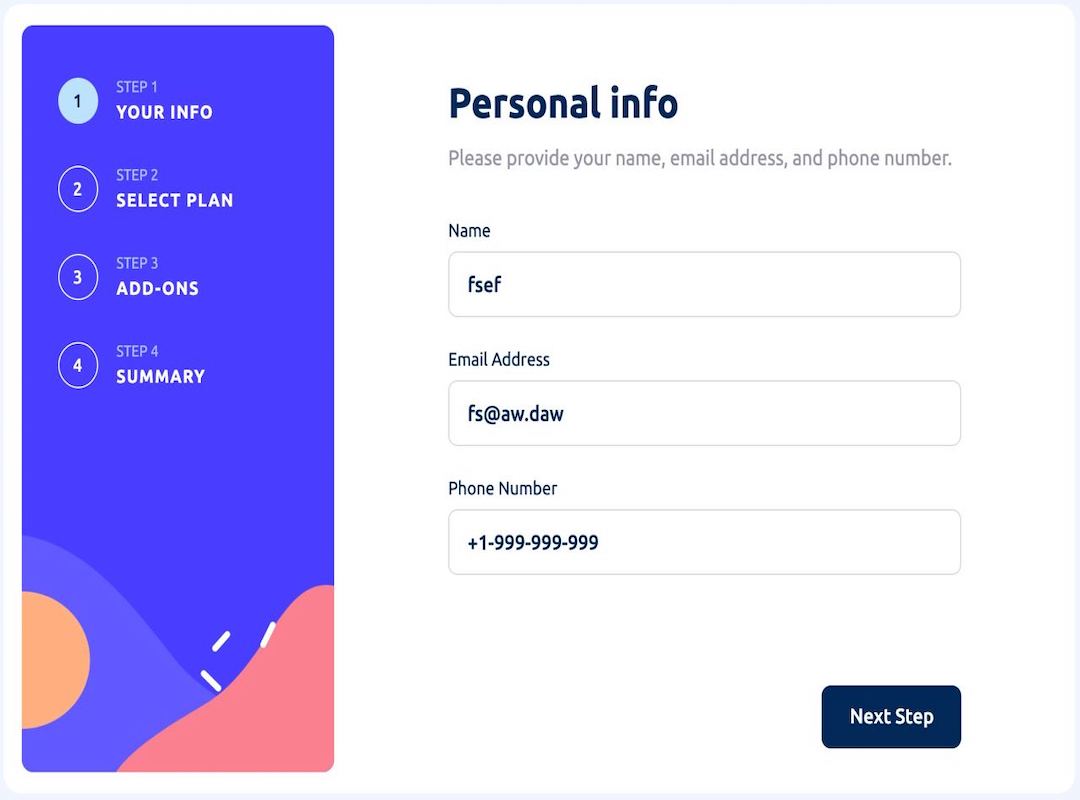 1
STEP 1
YOUR INFO
2
STEP 2
SELECT PLAN
3
STEP 3
ADD-ONS
4
STEP 4
SUMMARY
Personal info
Please provide your name, email address, and phone number.
Name
fsef
Email Address
fs@aw.daw
Phone Number
+1-999-999-999
Next Step